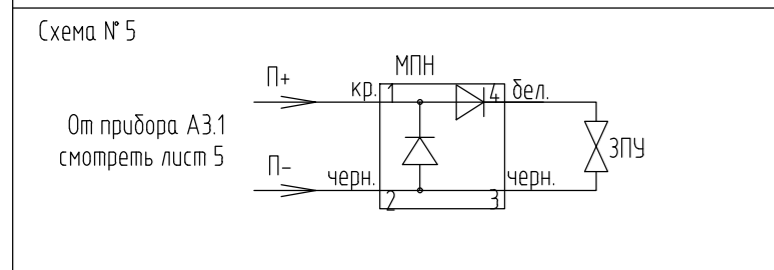 Схема № 5
МПН
П+
кр. 1
4 бел.
От прибора А3.1
смотреть лист 5
ЗПУ
П-
черн.
черн.
2
3